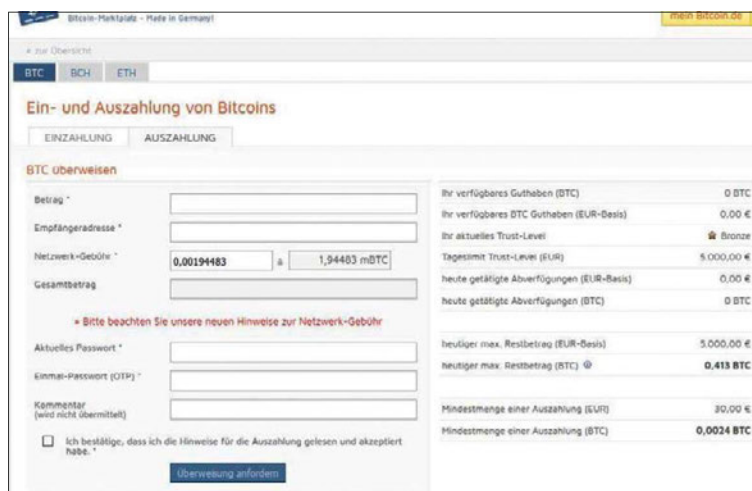 Bitcoin-Marktplatz - Made in Germany!
mein Bitcoin.de
» zur Übersicht
BTC BCH ETH
Ein- und Auszahlung von Bitcoins
EINZAHLUNG AUSZAHLUNG
BTC überweisen
Betrag *
Empfängeradresse *
Netzwerk-Gebühr * 0,00194483 ≙ 1,94483 mBTC
Gesamtbetrag
» Bitte beachten Sie unsere neuen Hinweise zur Netzwerk-Gebühr
Aktuelles Passwort *
Einmal-Passwort (OTP) *
Kommentar
(wird nicht übermittelt)
Ich bestätige, dass ich die Hinweise für die Auszahlung gelesen und akzeptiert
habe. *
Überweisung anfordern
Ihr verfügbares Guthaben (BTC) 0 BTC
Ihr verfügbares BTC Guthaben (EUR-Basis) 0,00 €
Ihr aktuelles Trust-Level Bronze
Tageslimit Trust-Level (EUR) 5.000,00 €
heute getätigte Abverfügungen (EUR-Basis) 0,00 €
heute getätigte Abverfügungen (BTC) 0 BTC
heutiger max. Restbetrag (EUR-Basis) 5.000,00 €
heutiger max. Restbetrag (BTC) 0,413 BTC
Mindestmenge einer Auszahlung (EUR) 30,00 €
Mindestmenge einer Auszahlung (BTC) 0,0024 BTC